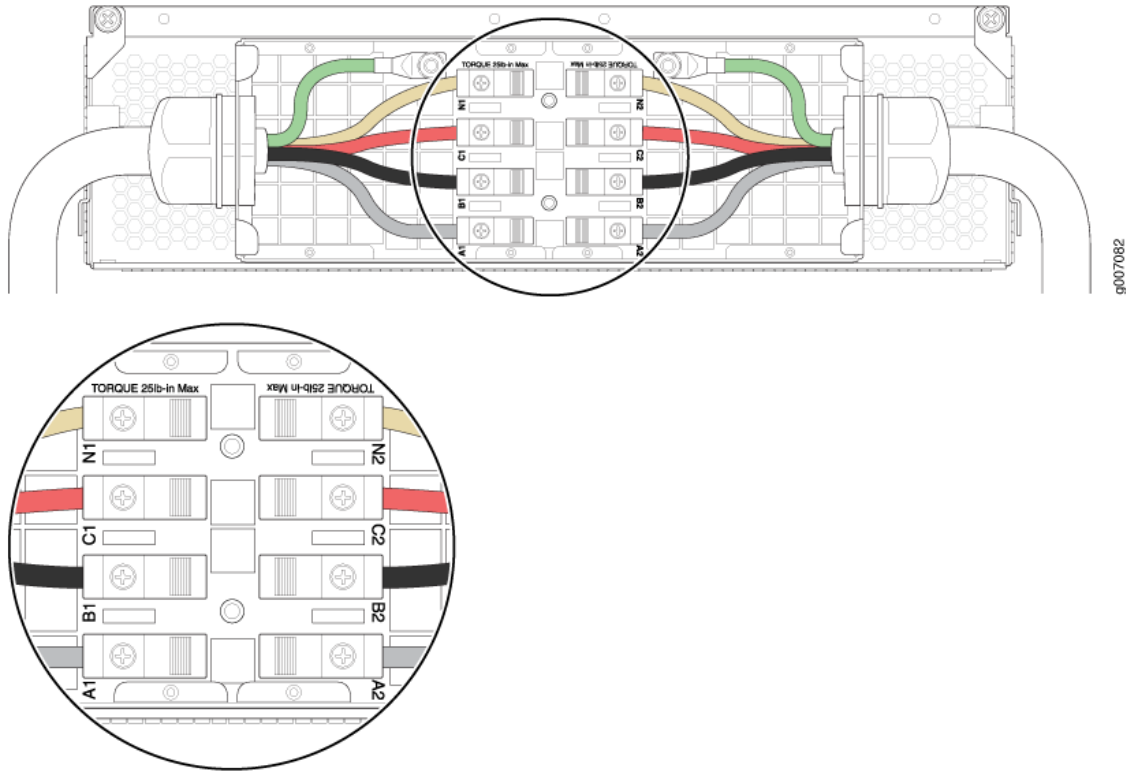 TORQUE 25lb-in Max
TORQUE 25lb-in Max
N1
N2
C1
C2
B1
B2
A1
A2
g007082
TORQUE 25lb-in Max
TORQUE 25lb-in Max
N1
N2
C1
C2
B1
B2
A1
A2